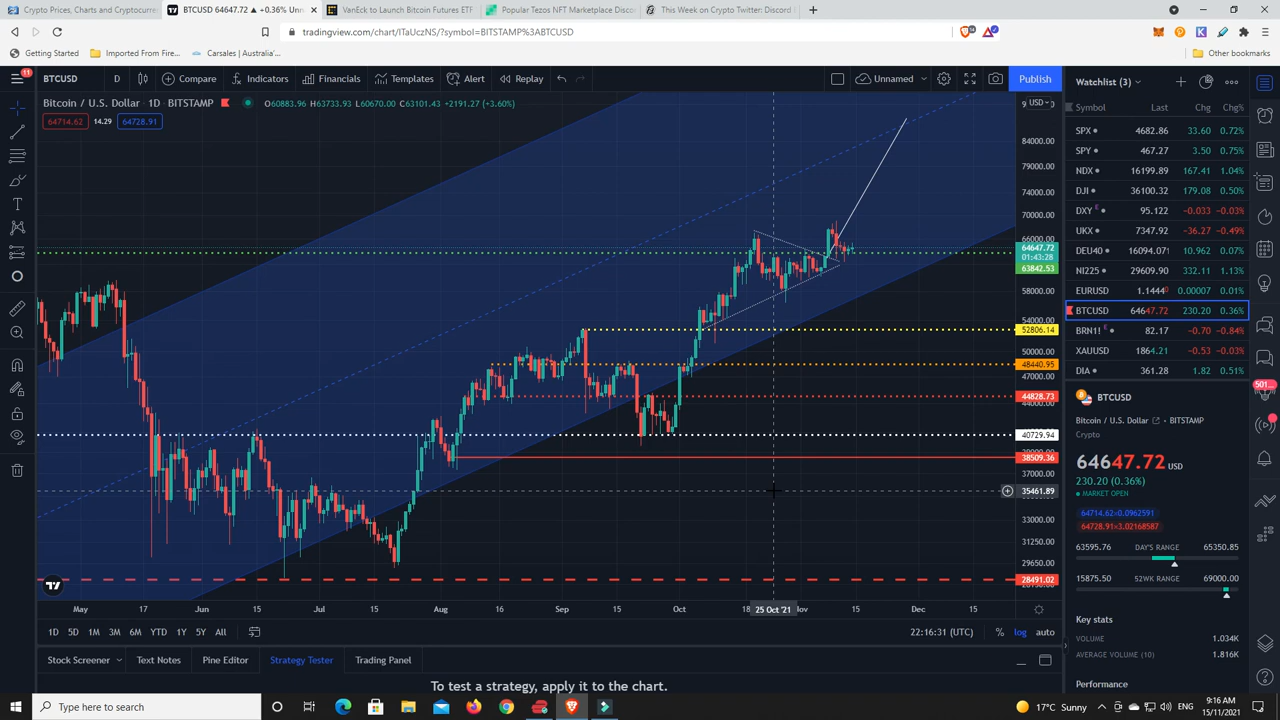 Crypto Prices, Charts and Cryptocurre
BTCUSD 64647.72 ▲ +0.36% Unn
VanEck to Launch Bitcoin Futures ETF
Popular Tezos NFT Marketplace Disco
This Week on Crypto Twitter: Discord
tradingview.com/chart/ITaUczNS/?symbol=BITSTAMP%3ABTCUSD
Getting Started
Imported From Fire...
Carsales | Australia'...
Other bookmarks
11
BTCUSD
D
Compare
Indicators
Financials
Templates
Alert
Replay
Unnamed
Publish
Bitcoin / U.S. Dollar · 1D · BITSTAMP
O60883.96 H63733.93 L60670.00 C63101.43 +2191.27 (+3.60%)
64714.62
14.29
64728.91
USD
84000.00
79000.00
74000.00
70000.00
66000.00
64647.72
01:43:28
63842.53
58000.00
54000.00
52806.14
50000.00
48440.95
47000.00
44828.73
44000.00
40729.94
38509.36
37000.00
35461.89
33000.00
31250.00
29650.00
28491.02
May
17
Jun
15
Jul
15
Aug
16
Sep
15
Oct
18
25 Oct '21
Nov
15
Dec
15
1D
5D
1M
3M
6M
YTD
1Y
5Y
All
22:16:31 (UTC)
%
log
auto
Stock Screener
Text Notes
Pine Editor
Strategy Tester
Trading Panel
To test a strategy, apply it to the chart.
Watchlist (3)
Symbol Last Chg Chg%
SPX 4682.86 33.60 0.72%
SPY 467.27 3.50 0.75%
NDX 16199.89 167.41 1.04%
DJI 36100.32 179.08 0.50%
DXY E 95.122 -0.033 -0.03%
UKX 7347.92 -36.27 -0.49%
DEU40 16094.071 10.962 0.07%
NI225 29609.90 332.11 1.13%
EURUSD 1.14440 0.00007 0.01%
BTCUSD 64647.72 230.20 0.36%
BRN1! E 82.17 -0.70 -0.84%
XAUUSD 1864.21 -0.53 -0.03%
DIA 361.28 1.82 0.51%
BTCUSD
Bitcoin / U.S. Dollar · BITSTAMP
Crypto
64647.72 USD
230.20 (0.36%)
MARKET OPEN
64714.62×0.0962591
64728.91×3.02168587
63595.76 DAY'S RANGE 65350.85
15875.50 52WK RANGE 69000.00
Key stats
VOLUME 1.034K
AVERAGE VOLUME (10) 1.816K
Performance
501...
Type here to search
17°C Sunny
ENG
9:16 AM
15/11/2021